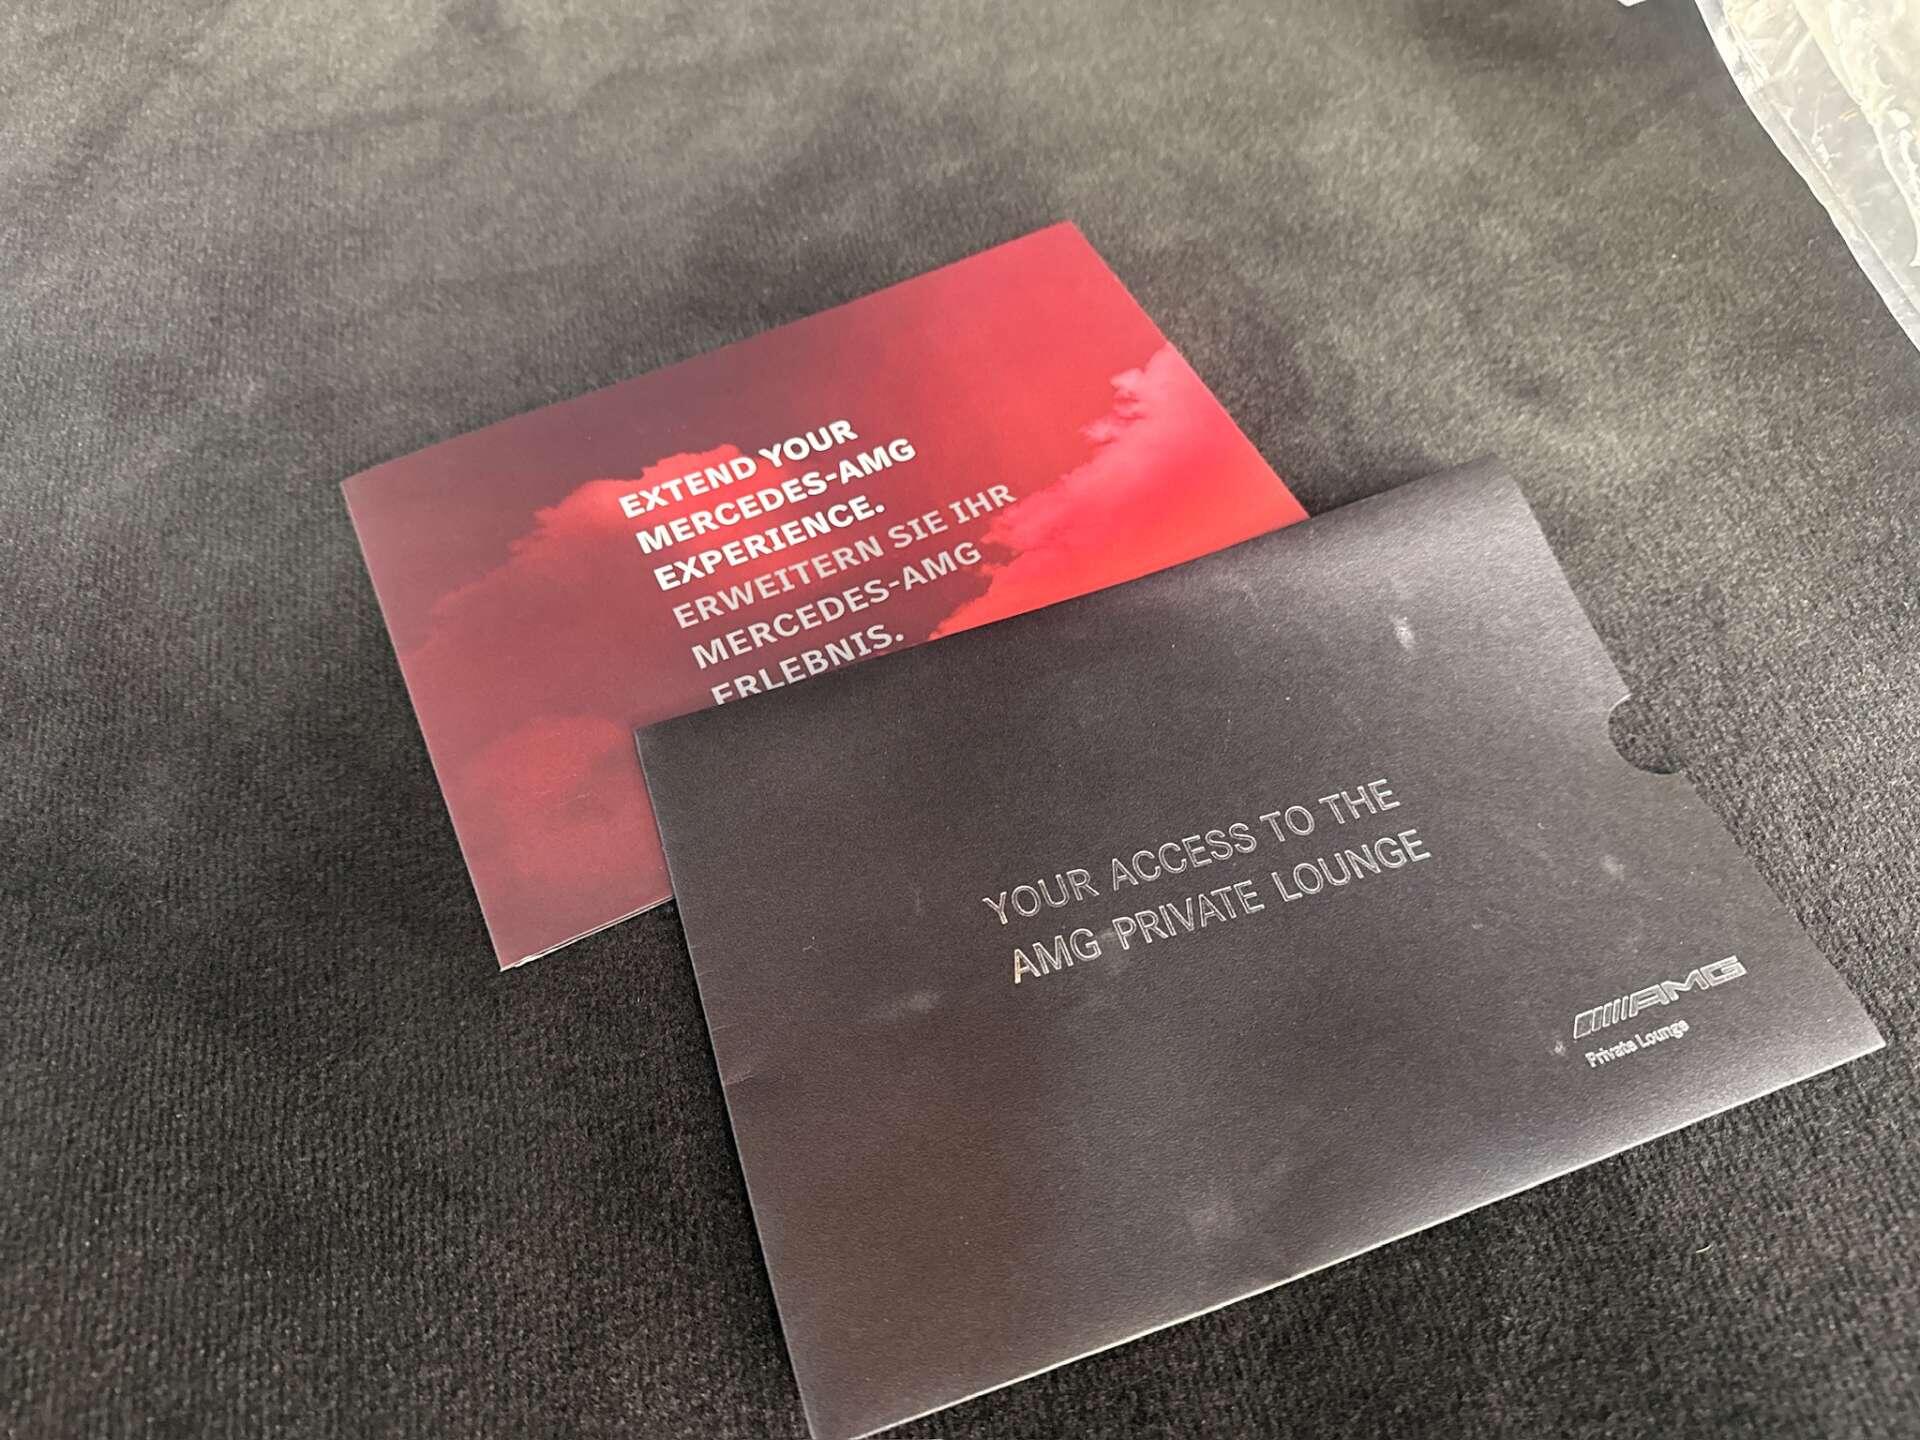 EXTEND YOUR
MERCEDES-AMG
EXPERIENCE.
ERWEITERN SIE IHR
MERCEDES-AMG
ERLEBNIS.
YOUR ACCESS TO THE
AMG PRIVATE LOUNGE
AMG
Private Lounge